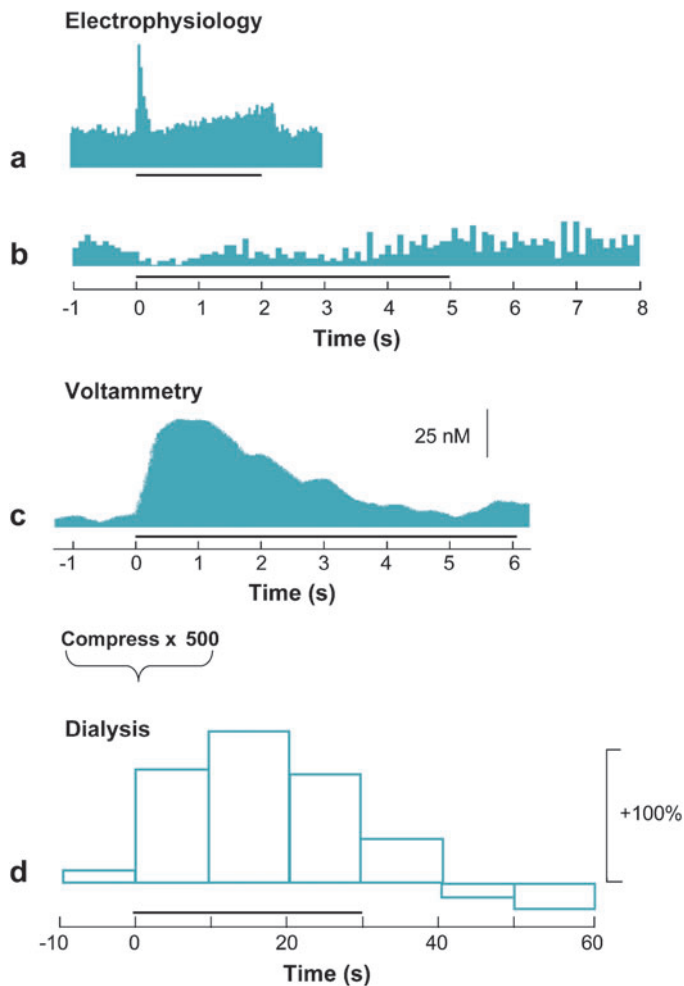 Electrophysiology
a
b
-1 0 1 2 3 4 5 6 7 8
Time (s)
Voltammetry
25 nM
c
-1 0 1 2 3 4 5 6
Time (s)
Compress x 500
Dialysis
+100%
d
-10 0 20 40 60
Time (s)